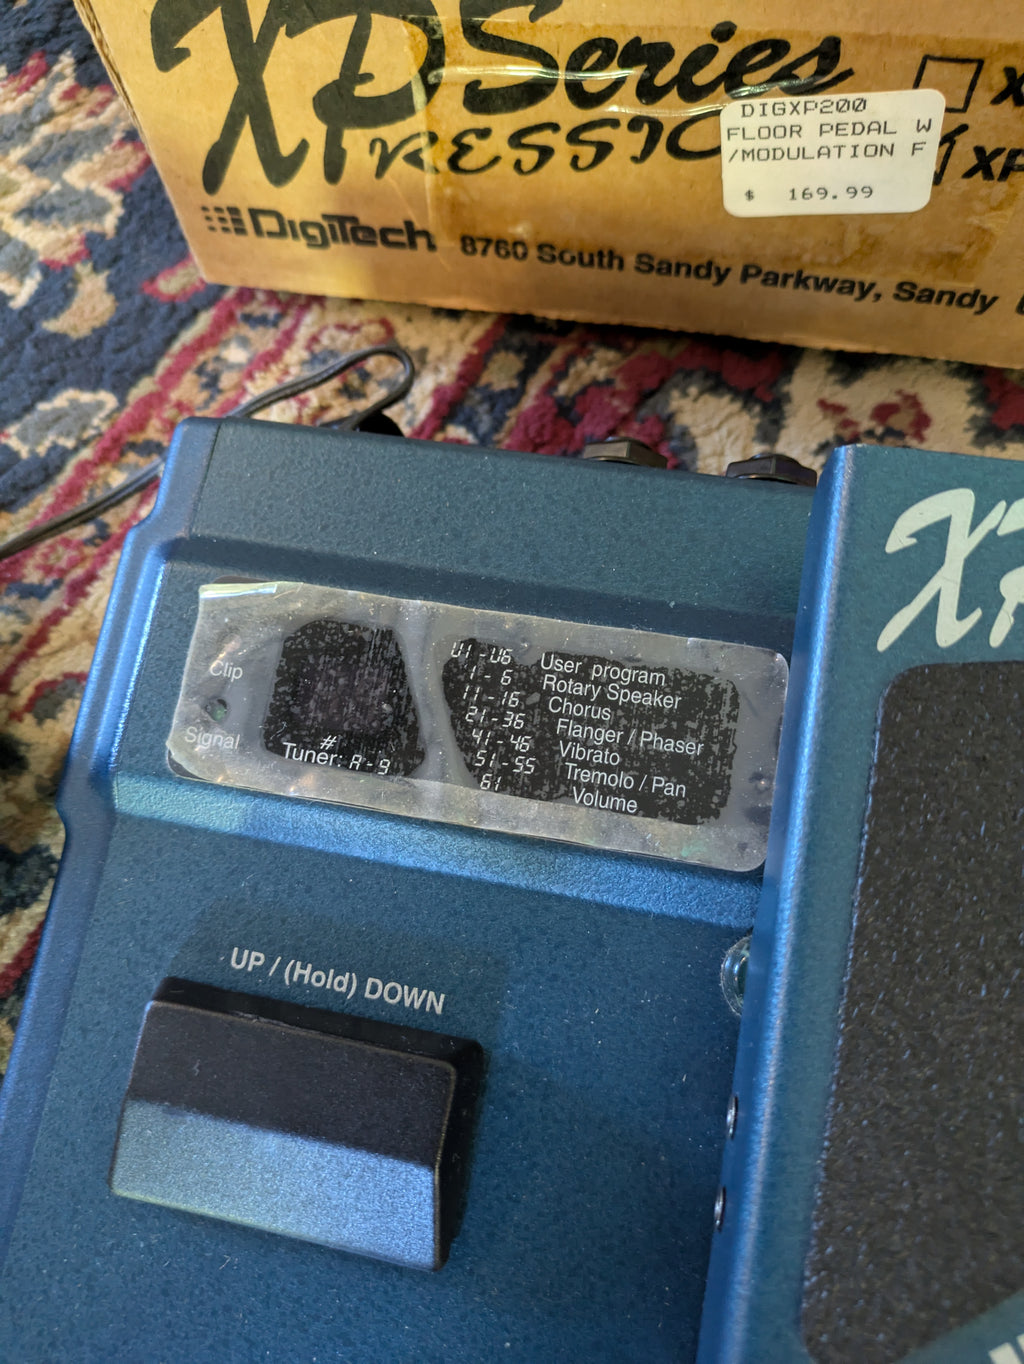 XP Series
XPRESSIO
X
DIGXP200
FLOOR PEDAL W
/MODULATION F
$ 169.99
XP
DigiTech 8760 South Sandy Parkway, Sandy
XP
Clip
Signal
#
Tuner: A - 9
U1 - U6 User program
1 - 6 Rotary Speaker
11 - 16 Chorus
21 - 36 Flanger / Phaser
41 - 46 Vibrato
51 - 55 Tremolo / Pan
61 Volume
UP / (Hold) DOWN